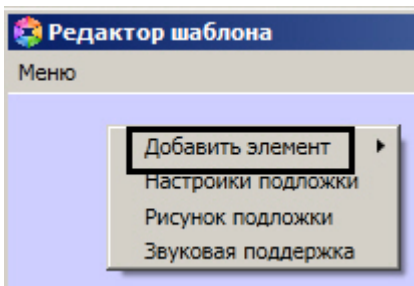 Редактор шаблона
Меню
Добавить элемент
Настройки подложки
Рисунок подложки
Звуковая поддержка